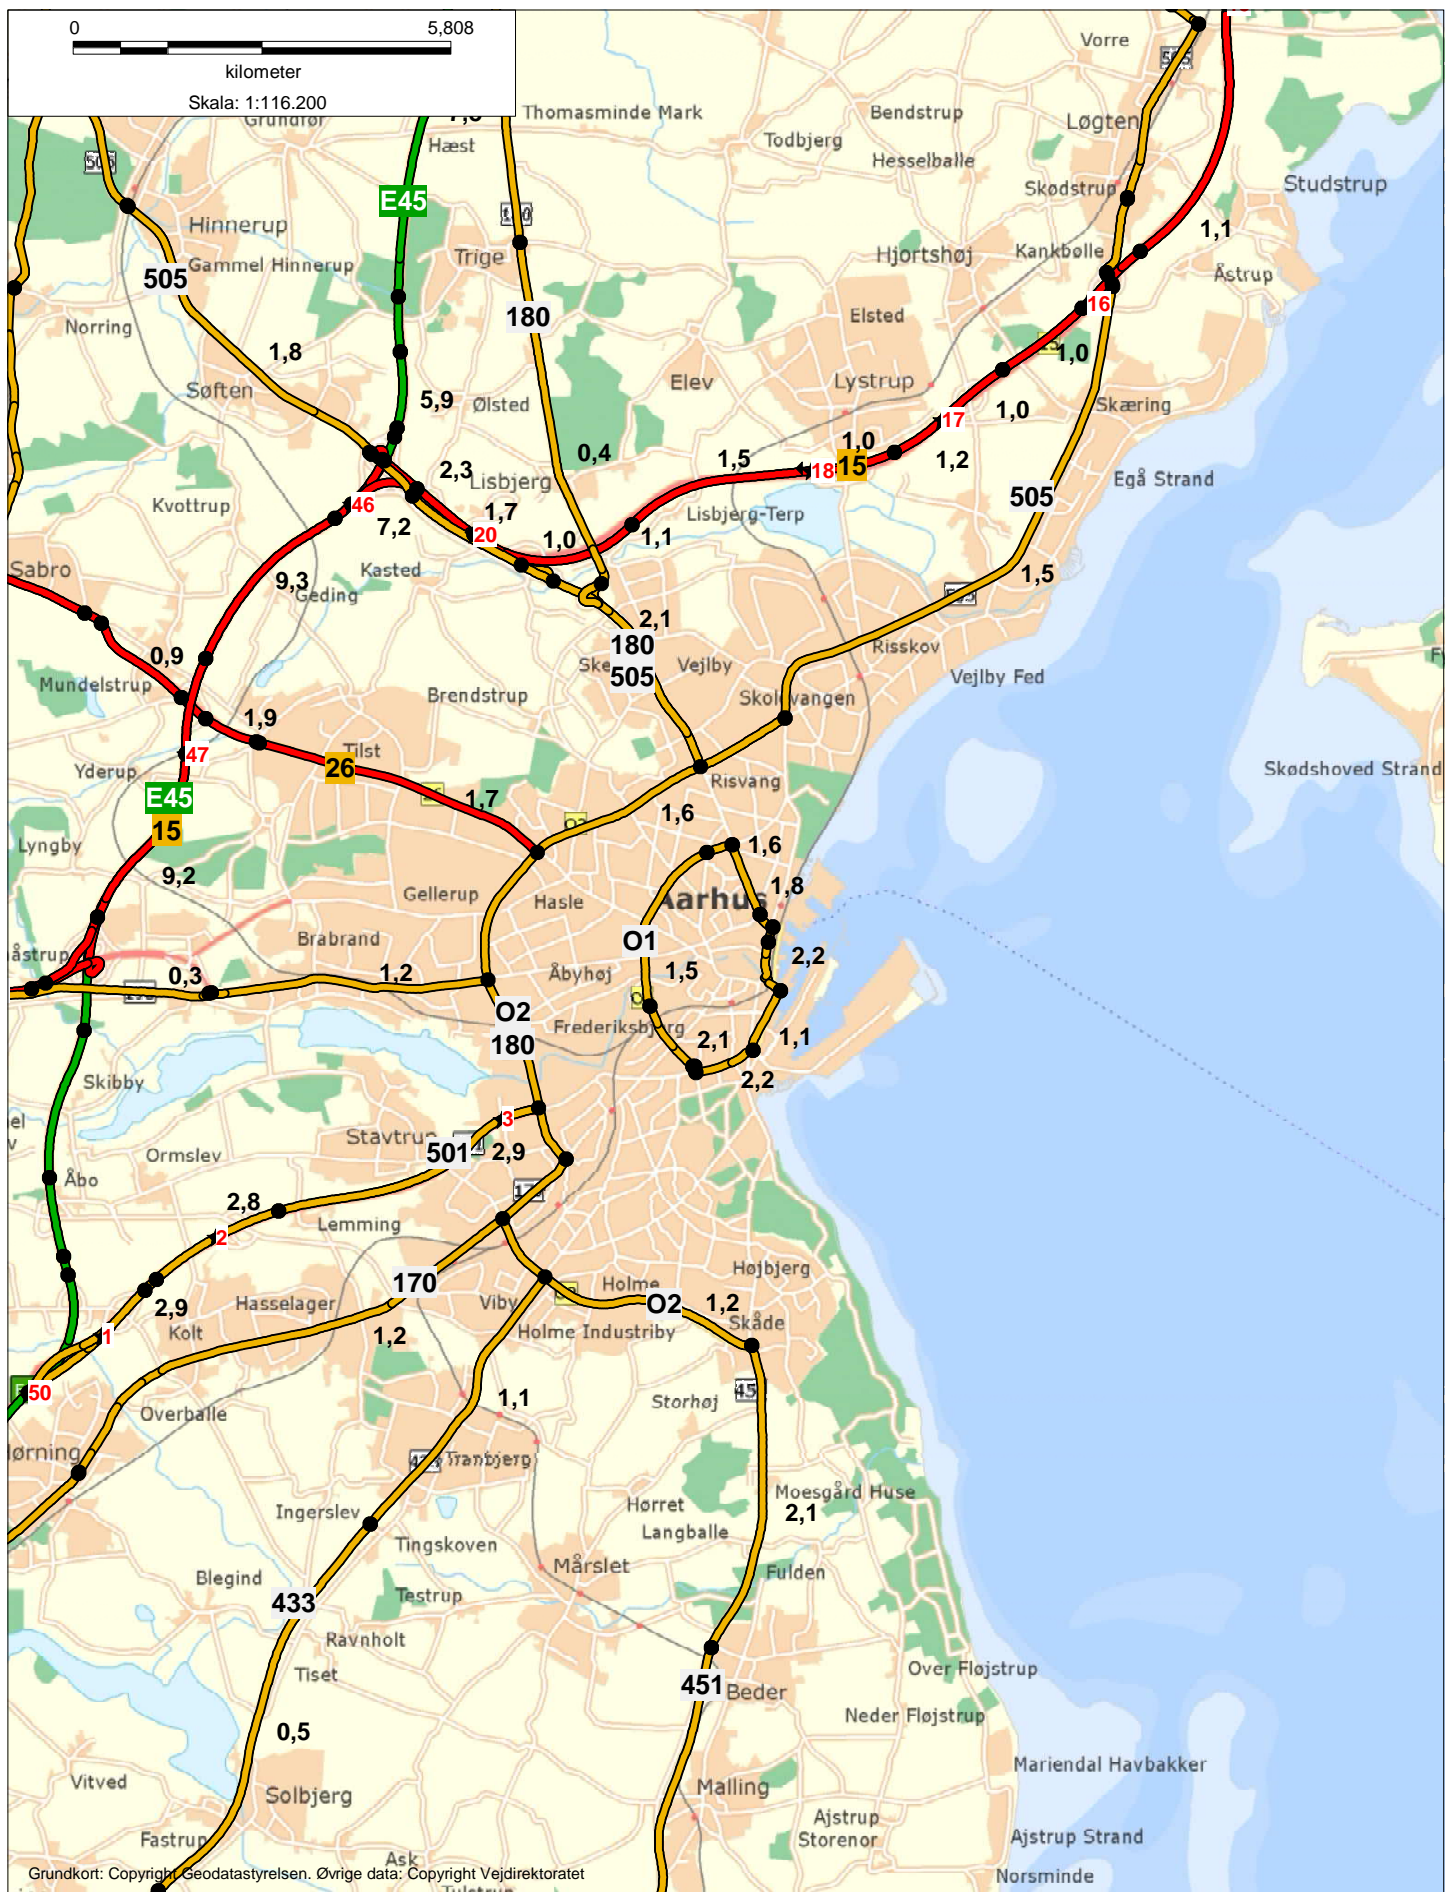 0 5,808
kilometer
Skala: 1:116.200
Vorre
Thomasminde Mark
Bendstrup
Løgten
Grundfør
Hæst
Todbjerg
Hesselballe
505
Skødstrup
Studstrup
E45
Hinnerup
Trige
Hjortshøj
Kankbølle
1,1
Gammel Hinnerup
Åstrup
505
16
180
Elsted
Norring
1,8
1,0
Søften
Elev
Lystrup
5,9
Ølsted
1,0
Skæring
17
1,0
0,4
1,5
1,2
2,3
Lisbjerg
18
15
Egå Strand
505
Kvottrup
46
1,7
Lisbjerg-Terp
7,2
20
1,0
1,1
Sabro
Kasted
9,3
Geding
1,5
2,1
180
Risskov
0,9
Vejlby
505
Vejlby Fed
Mundelstrup
Brendstrup
1,9
47
Tilst
26
Risvang
Yderup
Skødshoved Strand
E45
1,7
15
1,6
Lyngby
1,6
9,2
Gellerup
Hasle
Aarhus
1,8
Brabrand
O1
2,2
0,3
1,2
Åbyhøj
1,5
O2
180
Frederiksbjerg
1,1
2,1
2,2
Skibby
3
Stavtrup
501
2,9
Ormslev
Åbo
2,8
Lemming
2
Højbjerg
170
Holme
Viby
O2
1,2
2,9
Hasselager
Skåde
1
Kolt
1,2
Holme Industriby
50
Storhøj
1,1
Overballe
Tranbjerg
Moesgård Huse
Ingerslev
Hørret
2,1
Langballe
Tingskoven
Mårslet
Fulden
Blegind
Testrup
433
Ravnholt
Tiset
Over Fløjstrup
451
Beder
Neder Fløjstrup
0,5
Mariendal Havbakker
Vitved
Solbjerg
Malling
Ajstrup
Storenor
Ajstrup Strand
Fastrup
Ask
Norsminde
Grundkort: Copyright Geodatastyrelsen. Øvrige data: Copyright Vejdirektoratet